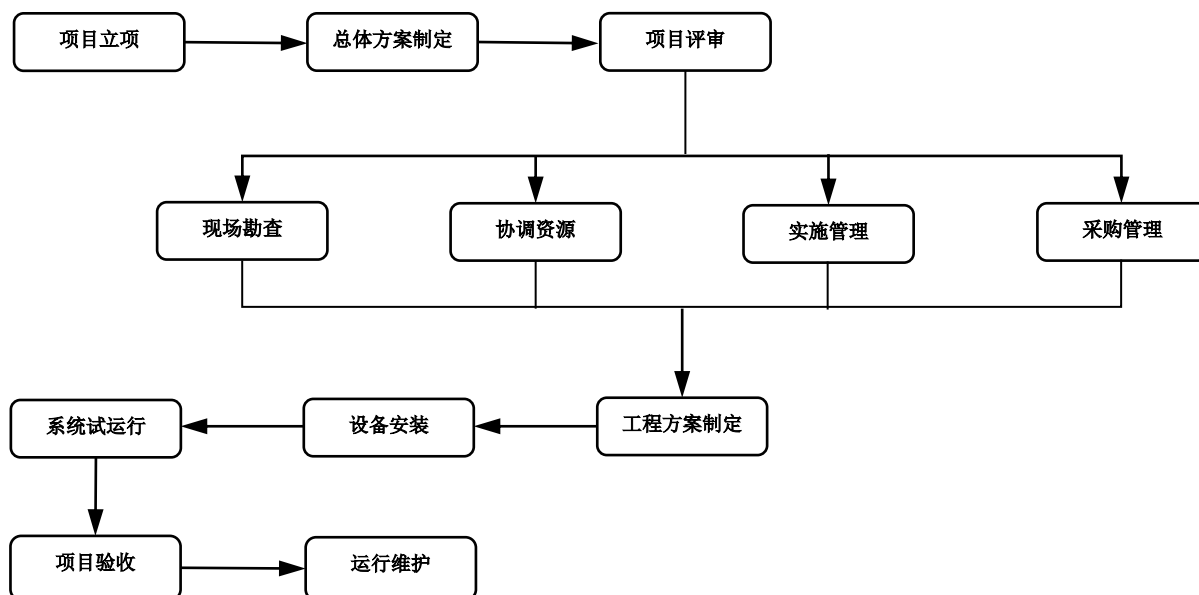 项目立项
总体方案制定
项目评审
现场勘查
协调资源
实施管理
采购管理
系统试运行
设备安装
工程方案制定
项目验收
运行维护